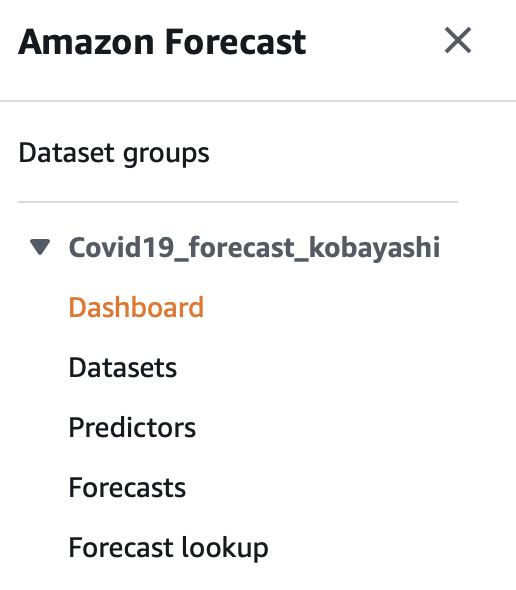 Amazon Forecast
Dataset groups
Covid19_forecast_kobayashi
Dashboard
Datasets
Predictors
Forecasts
Forecast lookup